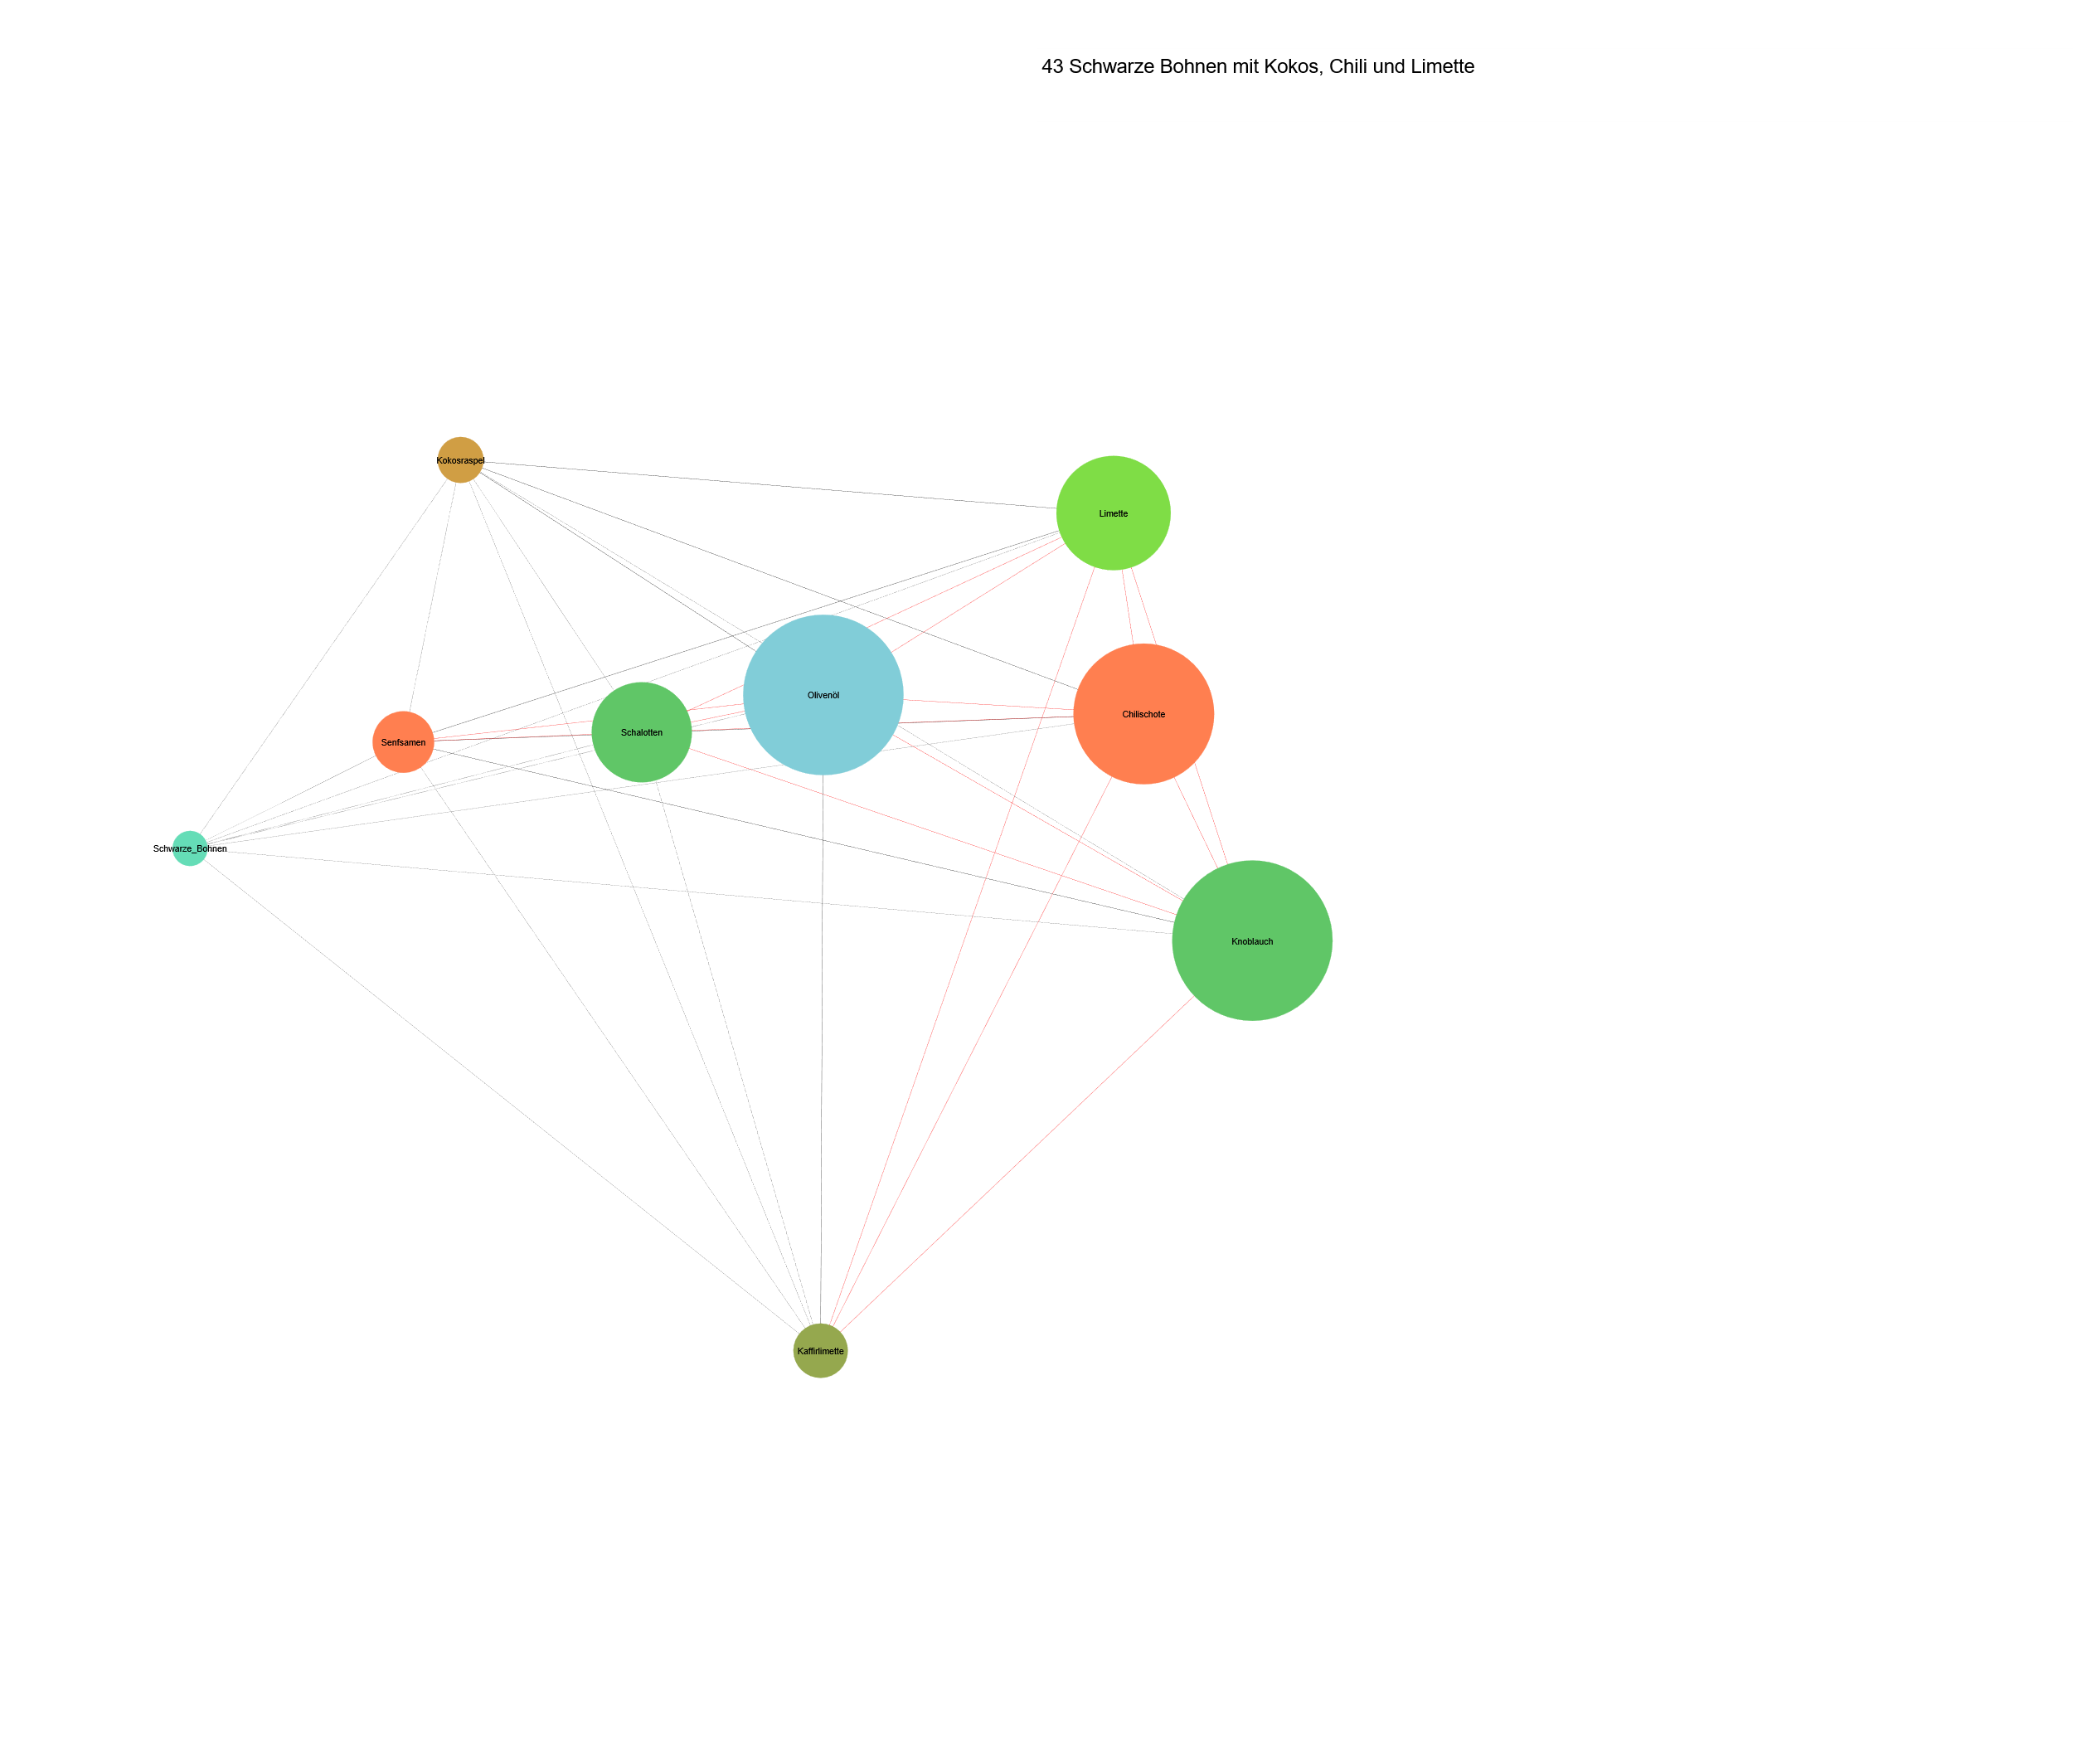 43 Schwarze Bohnen mit Kokos, Chili und Limette
Kokosraspel
Limette
Olivenöl
Chilischote
Schalotten
Senfsamen
Schwarze_Bohnen
Knoblauch
Kaffirlimette